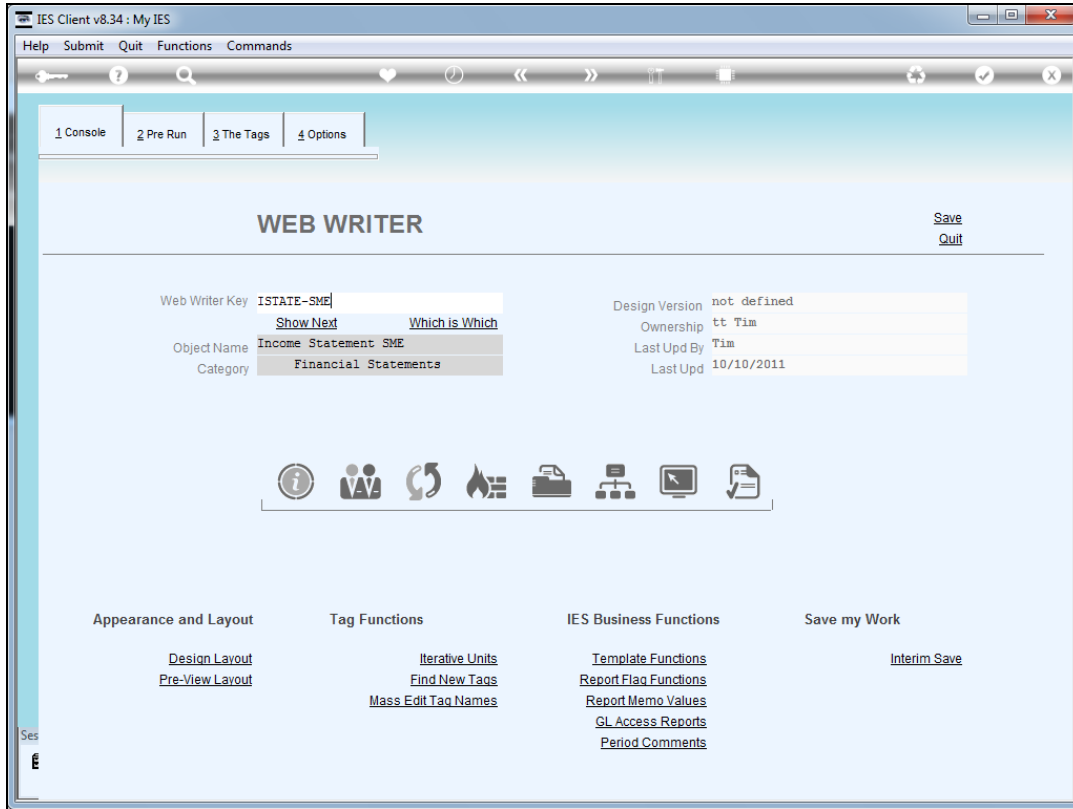 IES Client v8.34 : My IES
Help Submit Quit Functions Commands
1 Console 2 Pre Run 3 The Tags 4 Options
WEB WRITER
Save
Quit
Web Writer Key ISTATE-SME
Show Next Which is Which
Object Name Income Statement SME
Category Financial Statements
Design Version not defined
Ownership tt Tim
Last Upd By Tim
Last Upd 10/10/2011
Appearance and Layout
Design Layout
Pre-View Layout
Tag Functions
Iterative Units
Find New Tags
Mass Edit Tag Names
IES Business Functions
Template Functions
Report Flag Functions
Report Memo Values
GL Access Reports
Period Comments
Save my Work
Interim Save
Ses